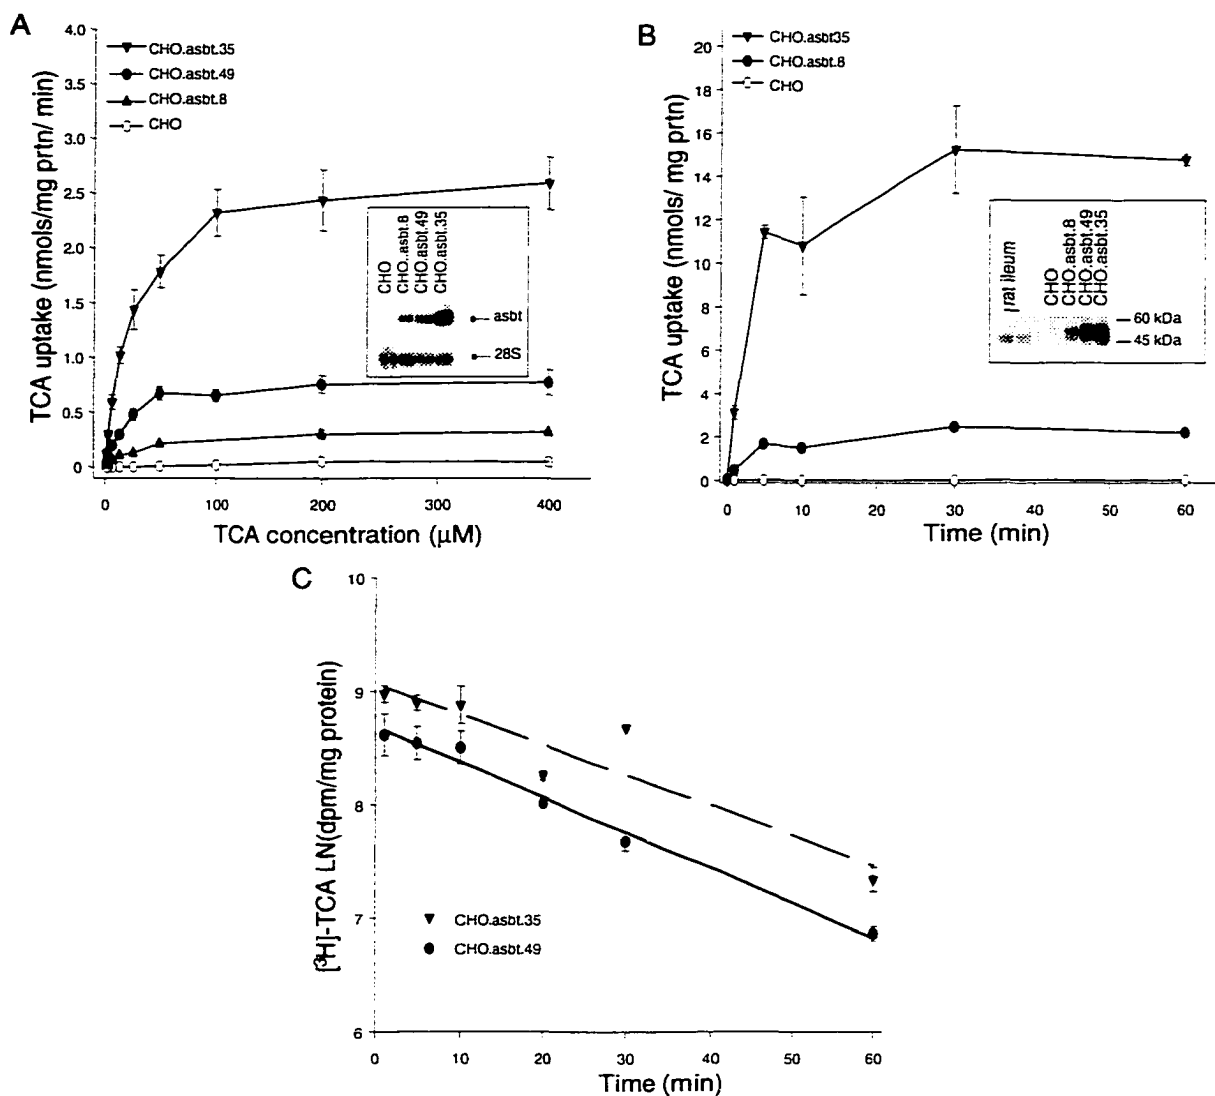 A
CHO.asbt.35
CHO.asbt.49
CHO.asbt.8
CHO
TCA uptake (nmols/mg prtn/ min)
4.0
3.5
3.0
2.5
2.0
1.5
1.0
0.5
0
0
100
200
300
400
TCA concentration (µM)
CHO
CHO.asbt.8
CHO.asbt.49
CHO.asbt.35
asbt
28S
B
CHO.asbt35
CHO.asbt.8
CHO
TCA uptake (nmols/ mg prtn)
20
18
16
14
12
10
8
6
4
2
0
0
10
20
30
40
50
60
Time (min)
rat ileum
CHO
CHO.asbt.8
CHO.asbt.49
CHO.asbt.35
60 kDa
45 kDa
C
[³H]-TCA LN(dpm/mg protein)
10
9
8
7
6
CHO.asbt.35
CHO.asbt.49
0
10
20
30
40
50
60
Time (min)